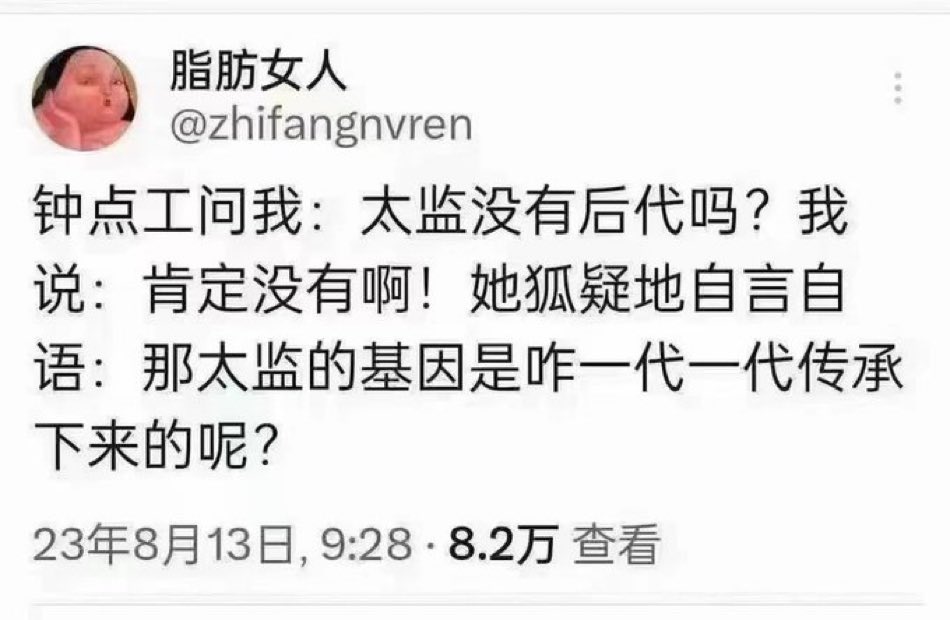 脂肪女人
@zhifangnvren
钟点工问我：太监没有后代吗？我
说：肯定没有啊！她狐疑地自言自
语：那太监的基因是咋一代一代传承
下来的呢？
23年8月13日, 9:28 · 8.2万 查看